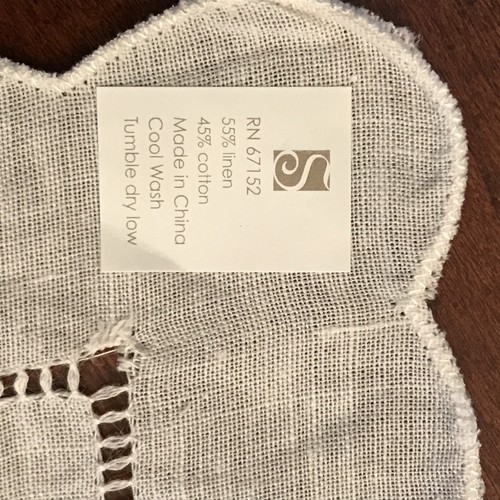 S
RN 67152
55% linen
45% cotton
Made in China
Cool Wash
Tumble dry low